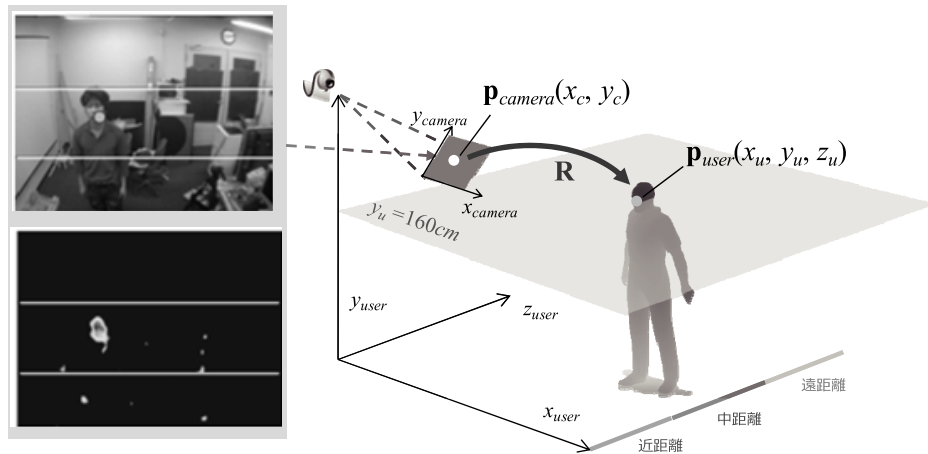 p_camera(x_c, y_c)
y_camera
p_user(x_u, y_u, z_u)
R
x_camera
y_u =160cm
y_user
z_user
遠距離
x_user
中距離
近距離